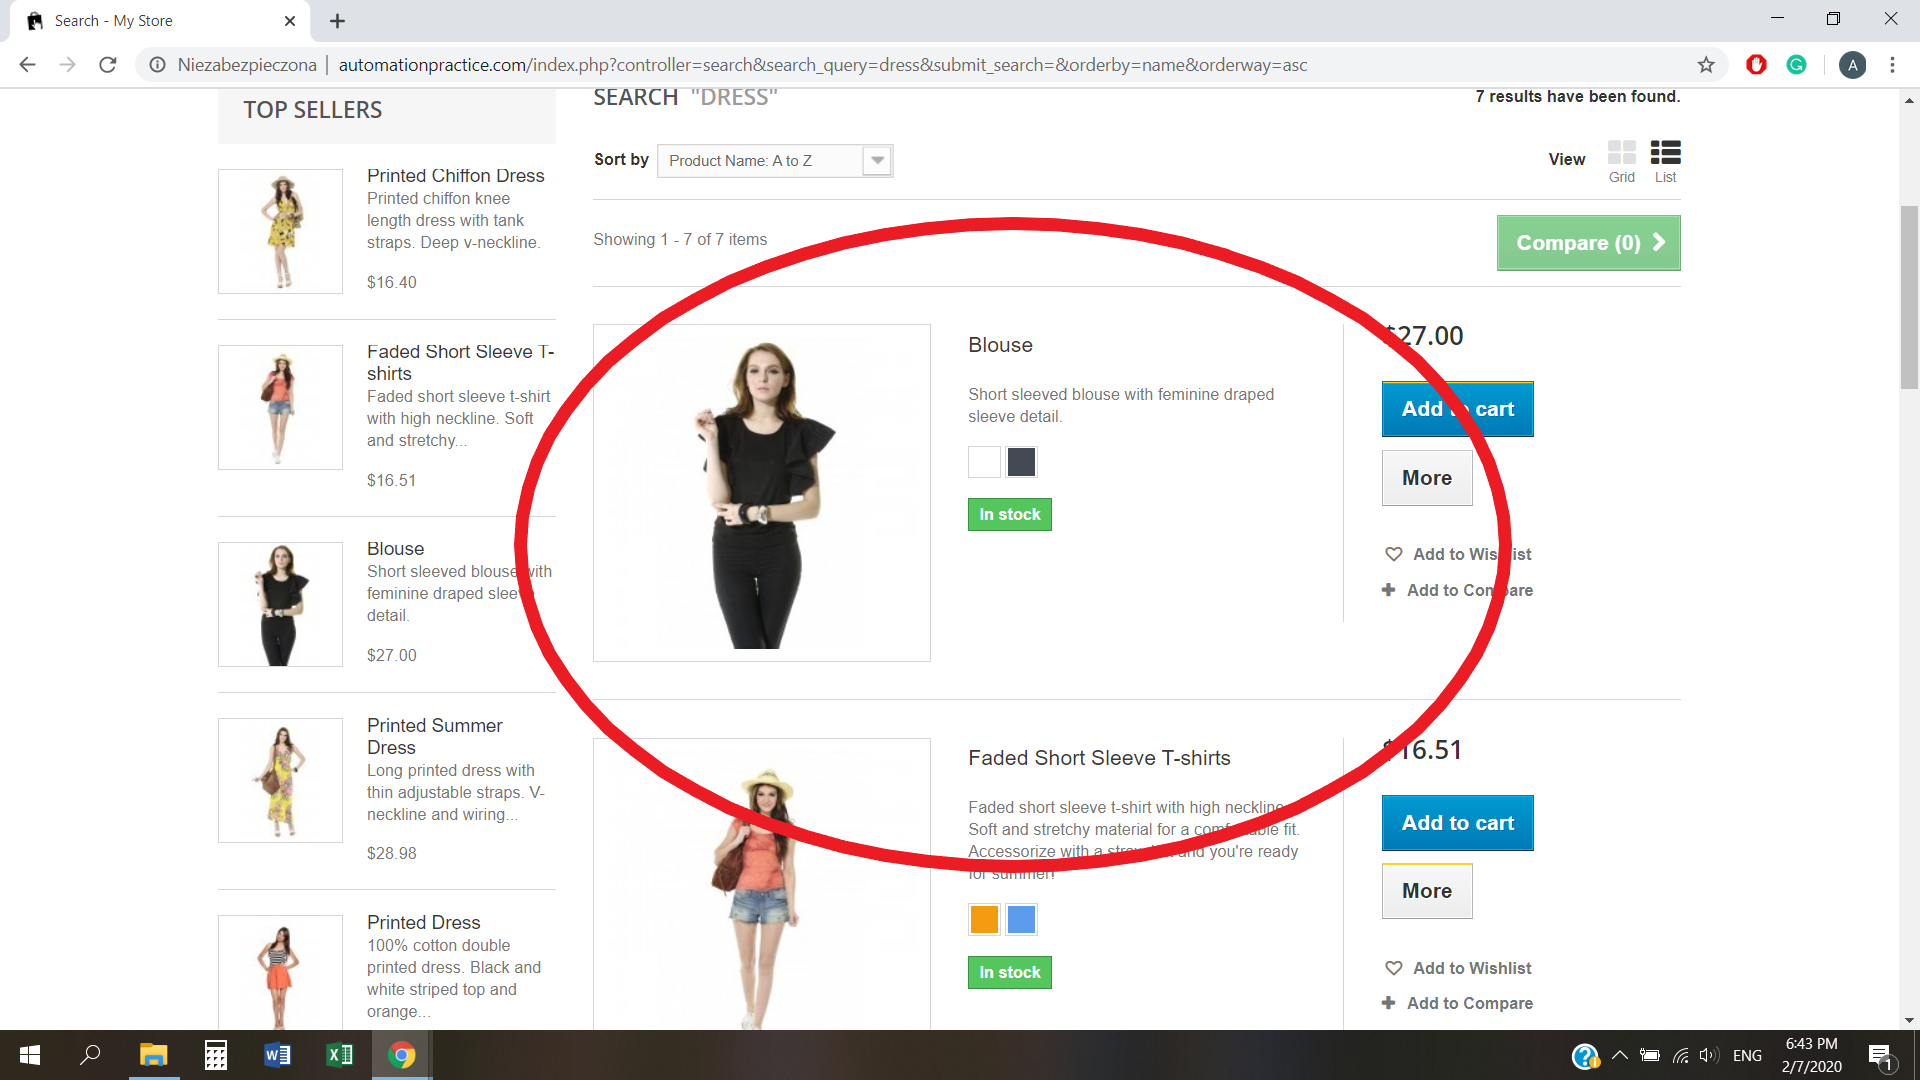 Search - My Store
Niezabezpieczona
automationpractice.com/index.php?controller=search&search_query=dress&submit_search=&orderby=name&orderway=asc
A
TOP SELLERS
Printed Chiffon Dress
Printed chiffon knee
length dress with tank
straps. Deep v-neckline.
$16.40
Faded Short Sleeve T-
shirts
Faded short sleeve t-shirt
with high neckline. Soft
and stretchy...
$16.51
Blouse
Short sleeved blouse with
feminine draped sleeve
detail.
$27.00
Printed Summer
Dress
Long printed dress with
thin adjustable straps. V-
neckline and wiring...
$28.98
Printed Dress
100% cotton double
printed dress. Black and
white striped top and
orange...
SEARCH "DRESS"
7 results have been found.
Sort by Product Name: A to Z
View
Grid
List
Showing 1 - 7 of 7 items
Compare (0)
Blouse
Short sleeved blouse with feminine draped
sleeve detail.
In stock
$27.00
Add to cart
More
Add to Wishlist
Add to Compare
Faded Short Sleeve T-shirts
Faded short sleeve t-shirt with high neckline.
Soft and stretchy material for a comfortable fit.
Accessorize with a straw hat and you're ready
for summer!
In stock
$16.51
Add to cart
More
Add to Wishlist
Add to Compare
ENG
6:43 PM
2/7/2020
1